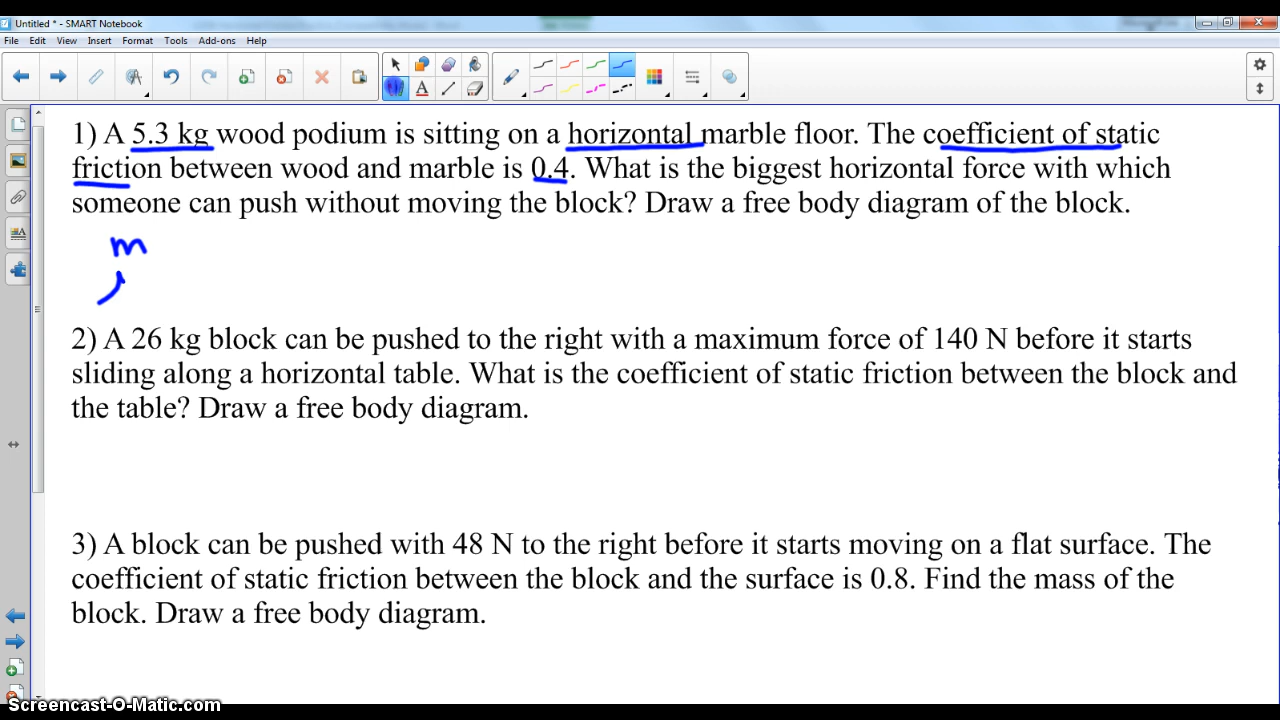 Untitled * - SMART Notebook
File Edit View Insert Format Tools Add-ons Help
1) A 5.3 kg wood podium is sitting on a horizontal marble floor. The coefficient of static
friction between wood and marble is 0.4. What is the biggest horizontal force with which
someone can push without moving the block? Draw a free body diagram of the block.
m
2) A 26 kg block can be pushed to the right with a maximum force of 140 N before it starts
sliding along a horizontal table. What is the coefficient of static friction between the block and
the table? Draw a free body diagram.
3) A block can be pushed with 48 N to the right before it starts moving on a flat surface. The
coefficient of static friction between the block and the surface is 0.8. Find the mass of the
block. Draw a free body diagram.
Screencast-O-Matic.com